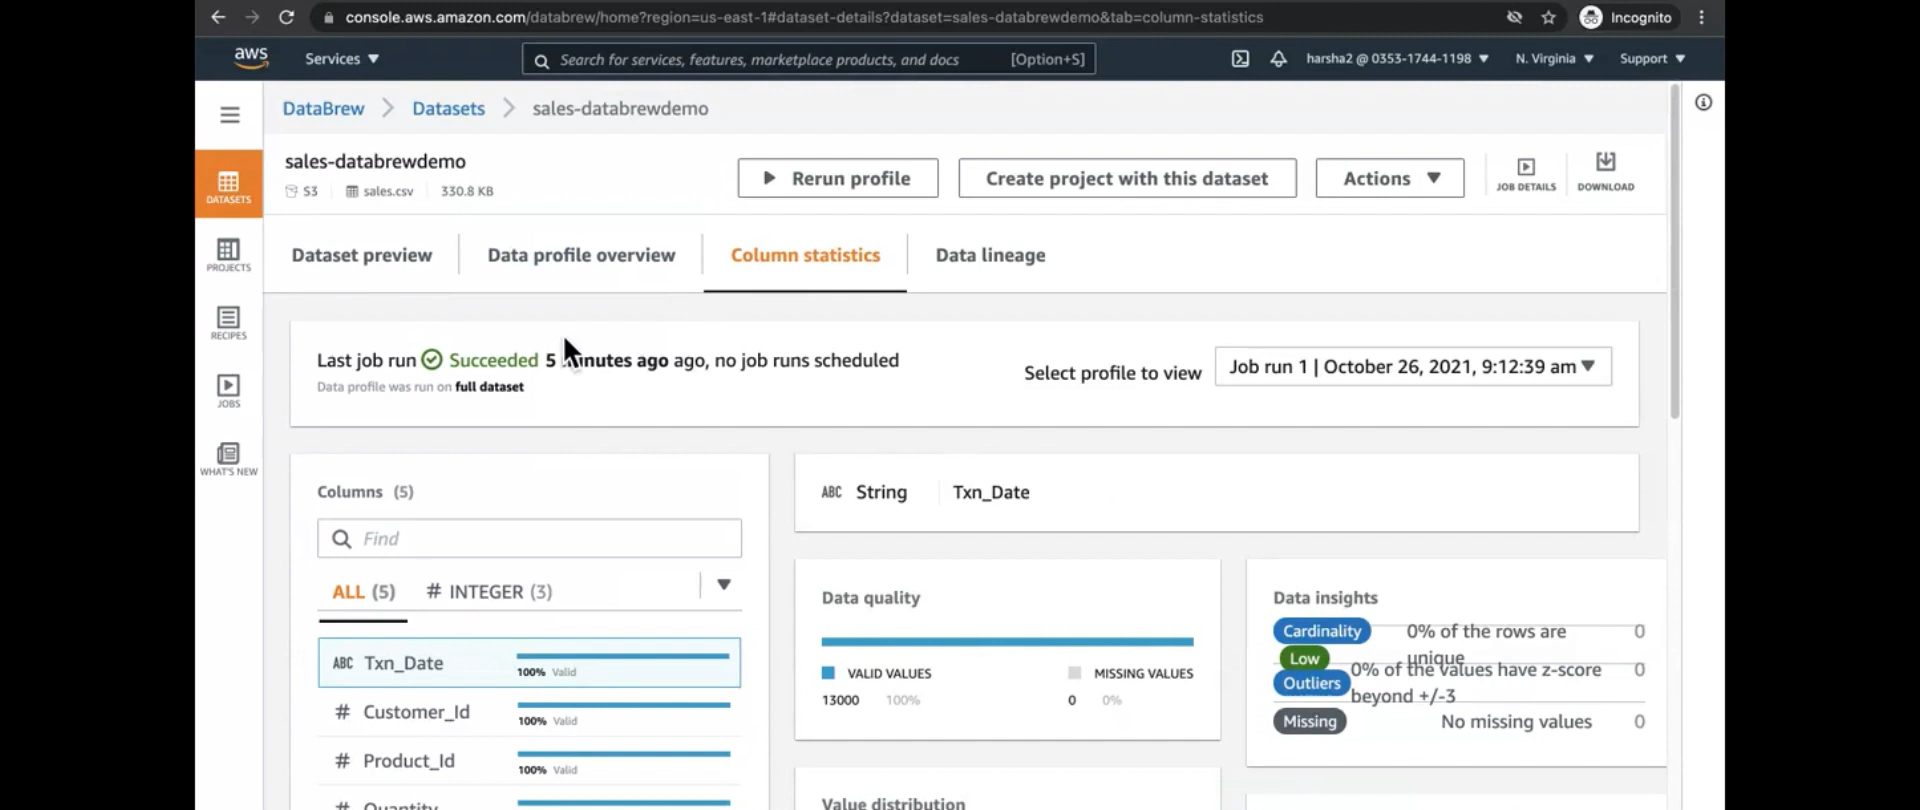 console.aws.amazon.com/databrew/home?region=us-east-1#dataset-details?dataset=sales-databrewdemo&tab=column-statistics
Incognito
aws
Services
Search for services, features, marketplace products, and docs
[Option+S]
harsha2 @ 0353-1744-1198
N. Virginia
Support
DataBrew
Datasets
sales-databrewdemo
sales-databrewdemo
S3
sales.csv
330.8 KB
Rerun profile
Create project with this dataset
Actions
JOB DETAILS
DOWNLOAD
DATASETS
PROJECTS
RECIPES
JOBS
WHAT'S NEW
Dataset preview
Data profile overview
Column statistics
Data lineage
Last job run Succeeded 5 minutes ago ago, no job runs scheduled
Data profile was run on full dataset
Select profile to view
Job run 1 | October 26, 2021, 9:12:39 am
Columns (5)
Find
ALL (5)
# INTEGER (3)
ABC Txn_Date
100% Valid
# Customer_Id
100% Valid
# Product_Id
100% Valid
# Quantity
ABC String
Txn_Date
Data quality
VALID VALUES
13000 100%
MISSING VALUES
0 0%
Value distribution
Data insights
Cardinality
Low
0% of the rows are
unique
0
Outliers
0% of the values have z-score
beyond +/-3
0
Missing
No missing values
0